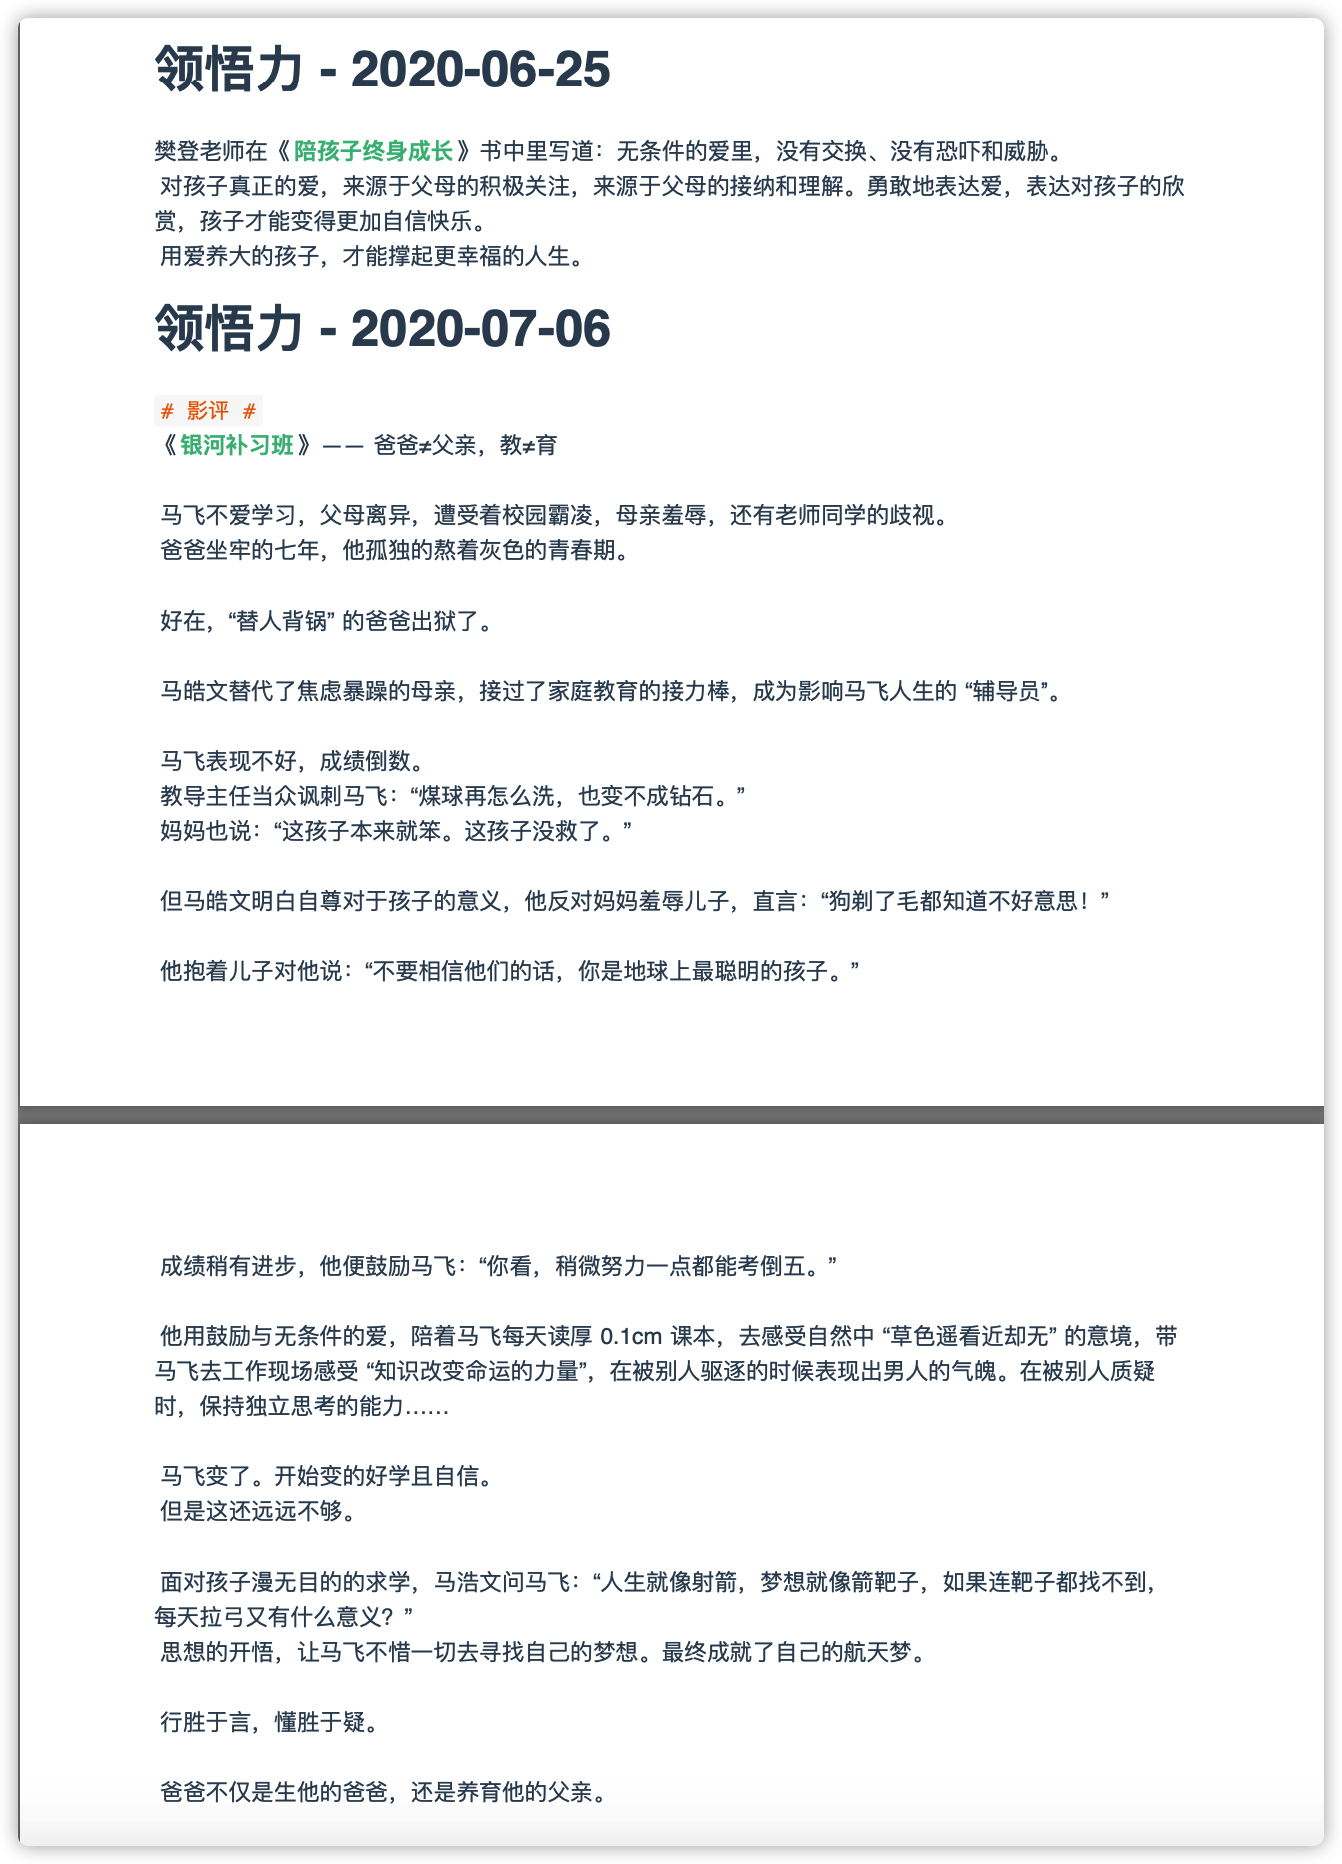 领悟力 - 2020-06-25
樊登老师在《陪孩子终身成长》书中里写道：无条件的爱里，没有交换、没有恐吓和威胁。
对孩子真正的爱，来源于父母的积极关注，来源于父母的接纳和理解。勇敢地表达爱，表达对孩子的欣
赏，孩子才能变得更加自信快乐。
用爱养大的孩子，才能撑起更幸福的人生。
领悟力 - 2020-07-06
# 影评 #
《银河补习班》—— 爸爸≠父亲，教≠育
马飞不爱学习，父母离异，遭受着校园霸凌，母亲羞辱，还有老师同学的歧视。
爸爸坐牢的七年，他孤独的熬着灰色的青春期。
好在，“替人背锅” 的爸爸出狱了。
马皓文替代了焦虑暴躁的母亲，接过了家庭教育的接力棒，成为影响马飞人生的 “辅导员”。
马飞表现不好，成绩倒数。
教导主任当众讽刺马飞：“煤球再怎么洗，也变不成钻石。”
妈妈也说：“这孩子本来就笨。这孩子没救了。”
但马皓文明白自尊对于孩子的意义，他反对妈妈羞辱儿子，直言：“狗剃了毛都知道不好意思！”
他抱着儿子对他说：“不要相信他们的话，你是地球上最聪明的孩子。”
成绩稍有进步，他便鼓励马飞：“你看，稍微努力一点都能考倒五。”
他用鼓励与无条件的爱，陪着马飞每天读厚 0.1cm 课本，去感受自然中 “草色遥看近却无” 的意境，带
马飞去工作现场感受 “知识改变命运的力量”，在被别人驱逐的时候表现出男人的气魄。在被别人质疑
时，保持独立思考的能力……
马飞变了。开始变的好学且自信。
但是这还远远不够。
面对孩子漫无目的的求学，马浩文问马飞：“人生就像射箭，梦想就像箭靶子，如果连靶子都找不到，
每天拉弓又有什么意义？”
思想的开悟，让马飞不惜一切去寻找自己的梦想。最终成就了自己的航天梦。
行胜于言，懂胜于疑。
爸爸不仅是生他的爸爸，还是养育他的父亲。